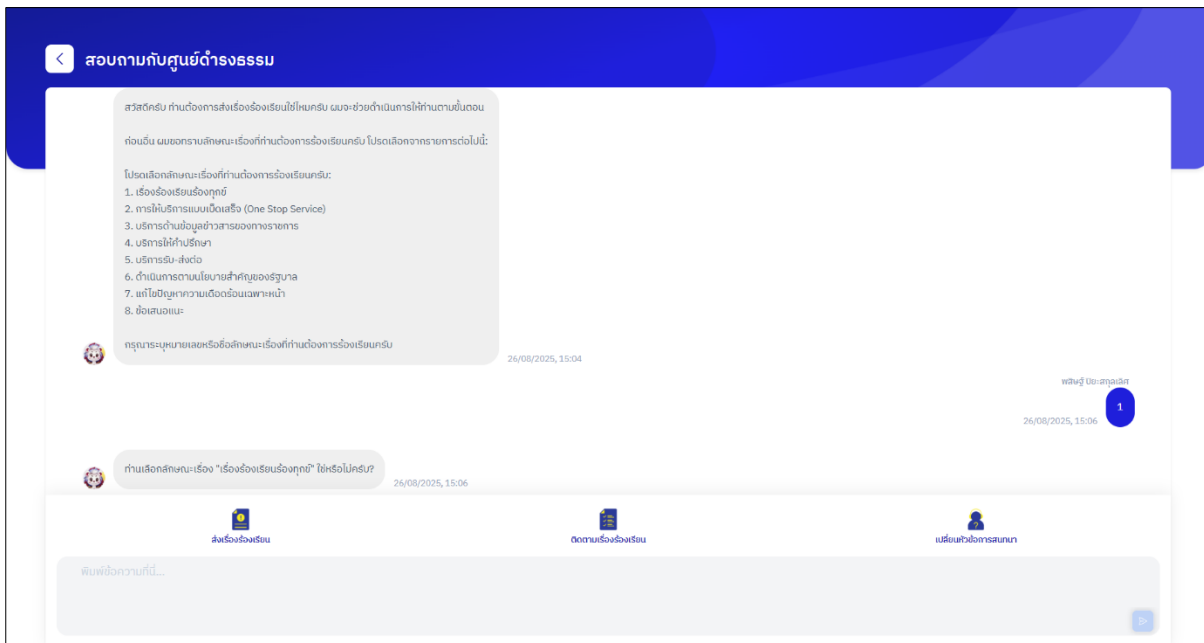 สอบถามกับศูนย์ดำรงธรรม
สวัสดีครับ ท่านต้องการส่งเรื่องร้องเรียนใช่ไหมครับ ผมจะช่วยดำเนินการให้ท่านตามขั้นตอน
ก่อนอื่น ผมขอทราบลักษณะเรื่องที่ท่านต้องการร้องเรียนครับ โปรดเลือกจากรายการต่อไปนี้:
โปรดเลือกลักษณะเรื่องที่ท่านต้องการร้องเรียนครับ:
1. เรื่องร้องเรียนร้องทุกข์
2. การให้บริการแบบเบ็ดเสร็จ (One Stop Service)
3. บริการด้านข้อมูลข่าวสารของทางราชการ
4. บริการให้คำปรึกษา
5. บริการรับ-ส่งต่อ
6. ดำเนินการตามนโยบายสำคัญของรัฐบาล
7. แก้ไขปัญหาความเดือดร้อนเฉพาะหน้า
8. ข้อเสนอแนะ
กรุณาระบุหมายเลขหรือชื่อลักษณะเรื่องที่ท่านต้องการร้องเรียนครับ
26/08/2025, 15:04
พสิษฐ์ ปิยะสกุลเลิศ
1
26/08/2025, 15:06
ท่านเลือกลักษณะเรื่อง "เรื่องร้องเรียนร้องทุกข์" ใช่หรือไม่ครับ?
26/08/2025, 15:06
ส่งเรื่องร้องเรียน
ติดตามเรื่องร้องเรียน
เปลี่ยนหัวข้อการสนทนา
พิมพ์ข้อความที่นี่...